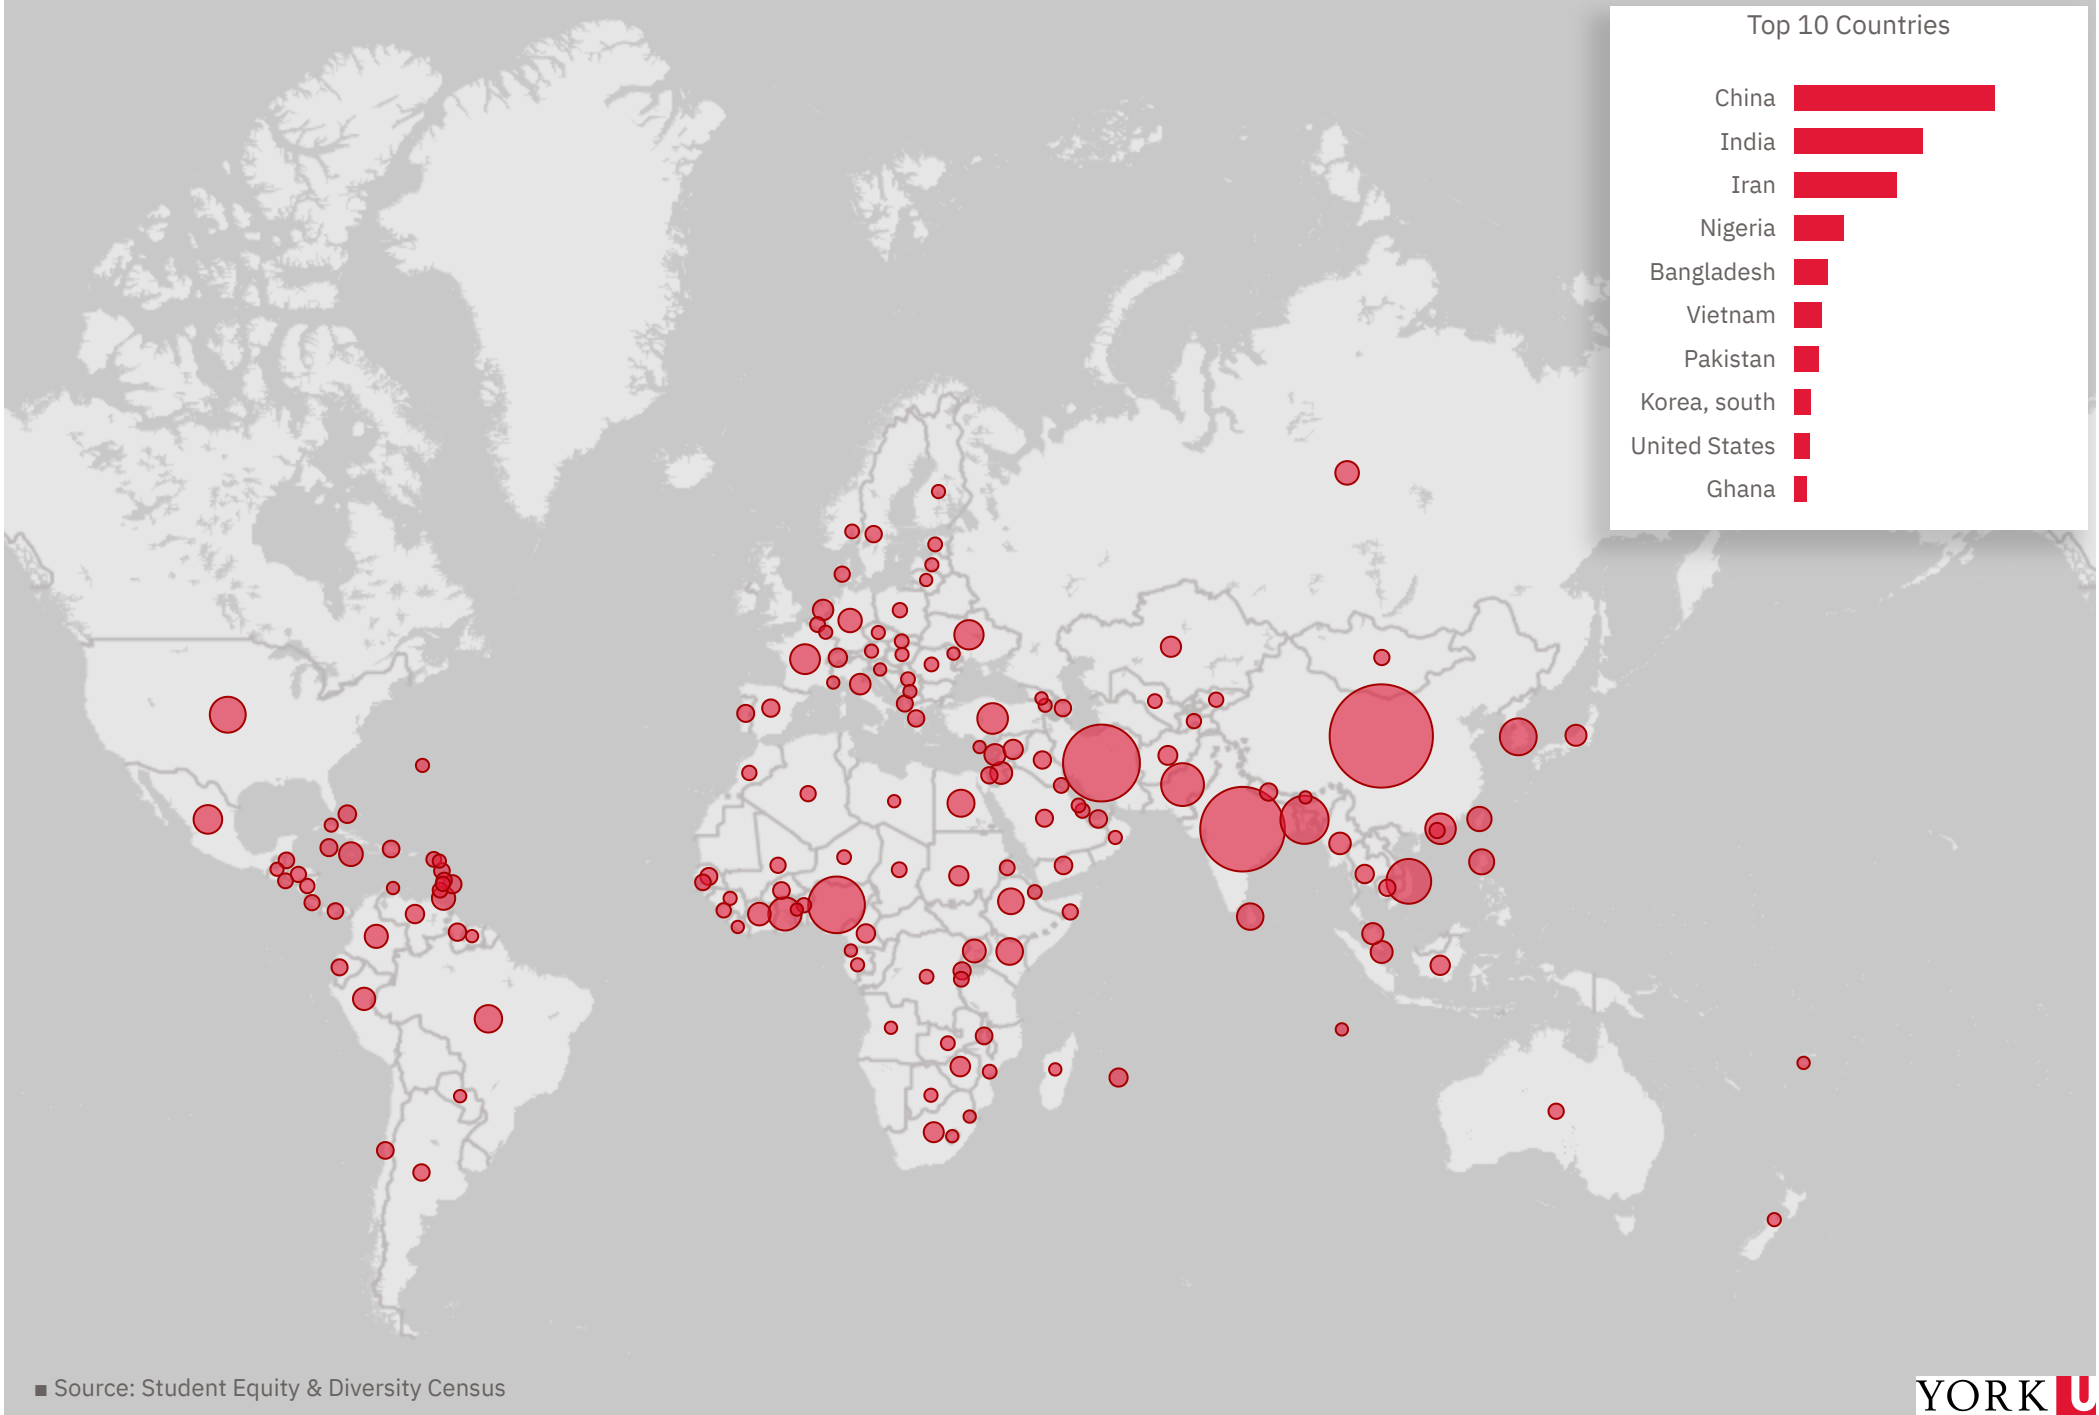 Top 10 Countries
China
India
Iran
Nigeria
Bangladesh
Vietnam
Pakistan
Korea, south
United States
Ghana
■ Source: Student Equity & Diversity Census
YORK U